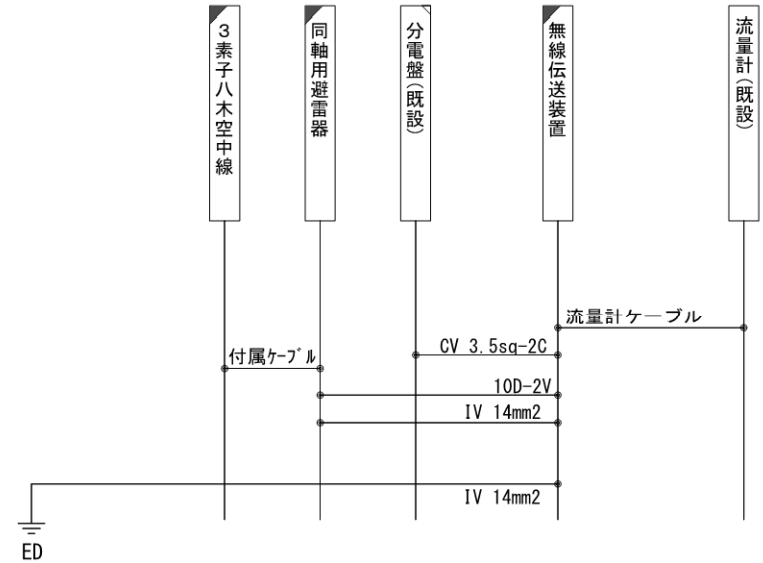 3素子八木空中線
同軸用避雷器
分電盤(既設)
無線伝送装置
流量計(既設)
流量計ケーブル
CV 3.5sq-2C
付属ケーブル
10D-2V
IV 14mm2
IV 14mm2
ED